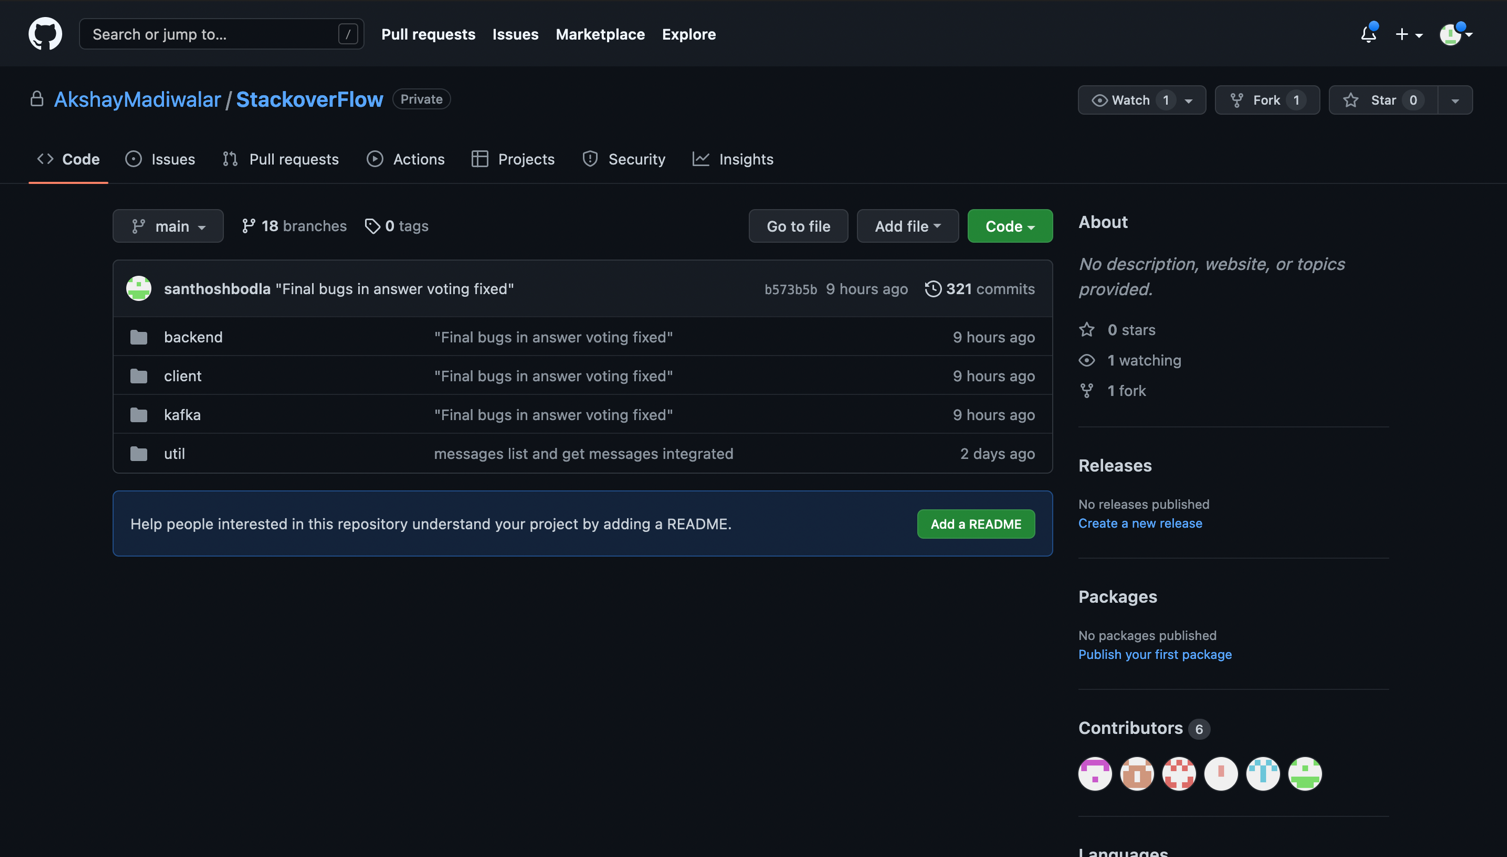 Search or jump to... / Pull requests Issues Marketplace Explore
AkshayMadiwalar / StackoverFlow Private Watch 1 Fork 1 Star 0
Code Issues Pull requests Actions Projects Security Insights
main 18 branches 0 tags Go to file Add file Code
santhoshbodla "Final bugs in answer voting fixed" b573b5b 9 hours ago 321 commits
backend "Final bugs in answer voting fixed" 9 hours ago
client "Final bugs in answer voting fixed" 9 hours ago
kafka "Final bugs in answer voting fixed" 9 hours ago
util messages list and get messages integrated 2 days ago
Help people interested in this repository understand your project by adding a README. Add a README
About
No description, website, or topics
provided.
0 stars
1 watching
1 fork
Releases
No releases published
Create a new release
Packages
No packages published
Publish your first package
Contributors 6
Languages